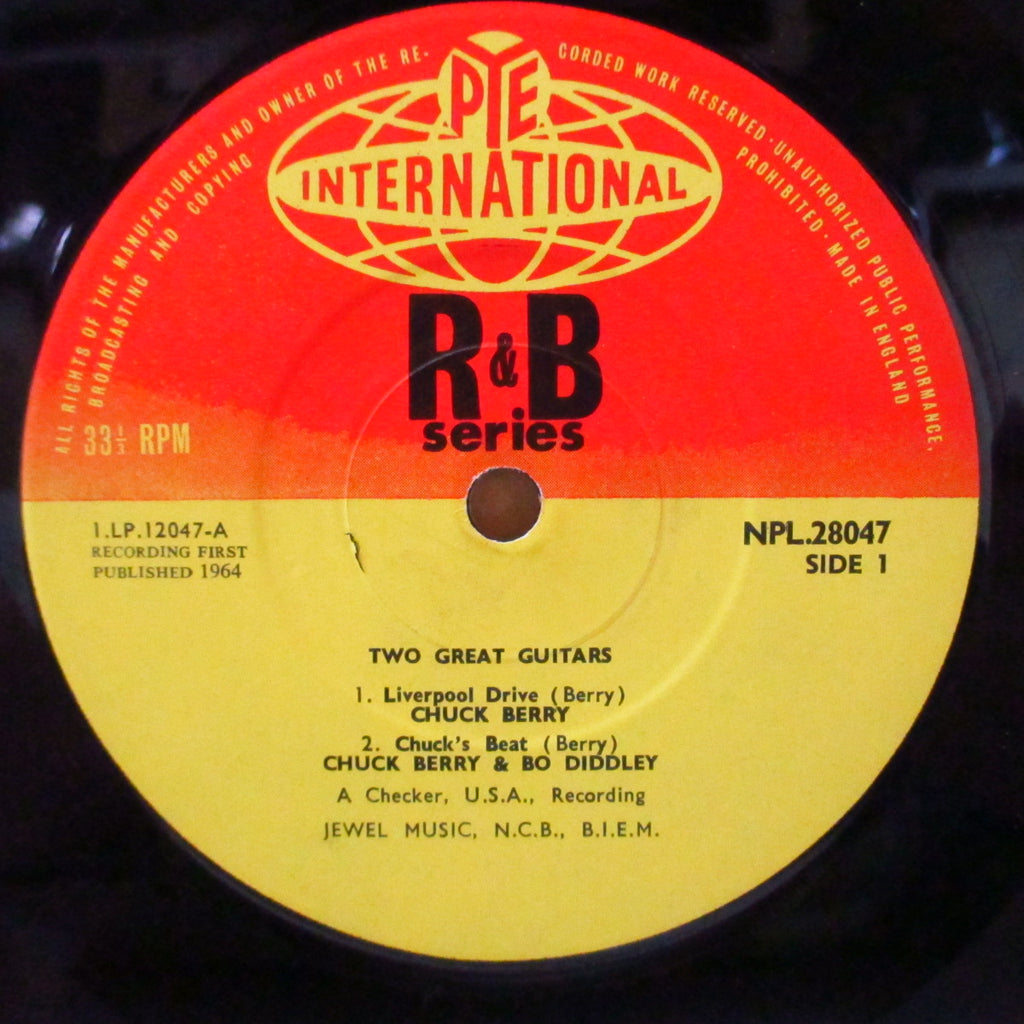 ALL RIGHTS OF THE MANUFACTURERS AND OWNER OF THE RE-CORDED WORK RESERVED · UNAUTHORIZED PUBLIC PERFORMANCE,
BROADCASTING AND COPYING PROHIBITED · MADE IN ENGLAND
PYE
INTERNATIONAL
R&B
series
33⅓ RPM
1.LP.12047-A
RECORDING FIRST
PUBLISHED 1964
NPL.28047
SIDE 1
TWO GREAT GUITARS
1. Liverpool Drive (Berry)
CHUCK BERRY
2. Chuck's Beat (Berry)
CHUCK BERRY & BO DIDDLEY
A Checker, U.S.A., Recording
JEWEL MUSIC, N.C.B., B.I.E.M.